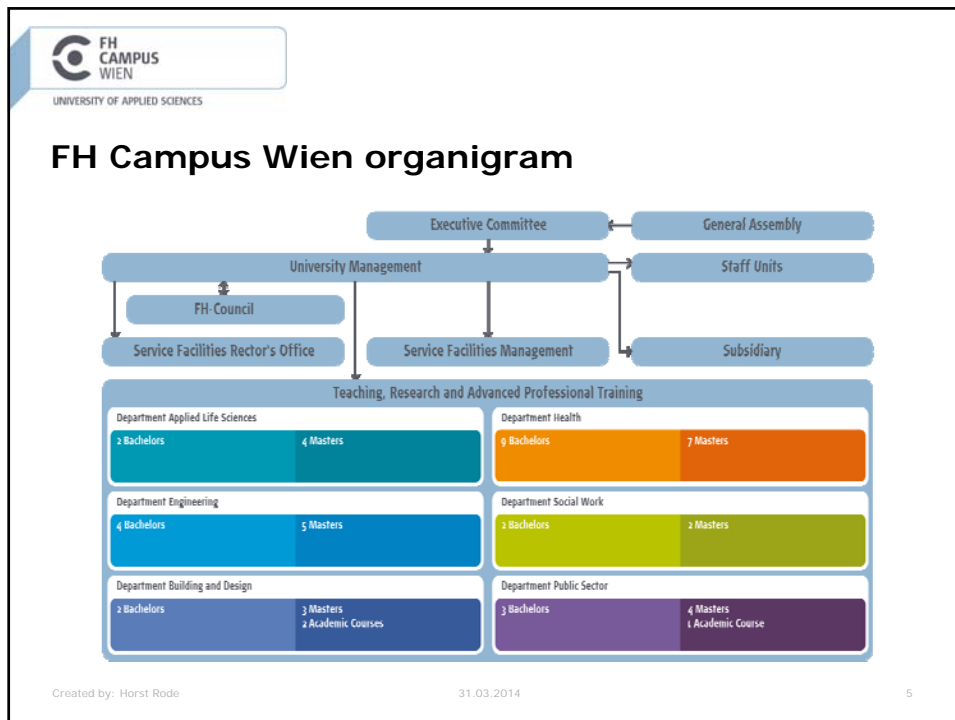 FH
CAMPUS
WIEN
UNIVERSITY OF APPLIED SCIENCES
FH Campus Wien organigram
Executive Committee
General Assembly
University Management
Staff Units
FH-Council
Service Facilities Rector's Office
Service Facilities Management
Subsidiary
Teaching, Research and Advanced Professional Training
Department Applied Life Sciences
2 Bachelors
4 Masters
Department Health
9 Bachelors
7 Masters
Department Engineering
4 Bachelors
5 Masters
Department Social Work
2 Bachelors
2 Masters
Department Building and Design
2 Bachelors
3 Masters
2 Academic Courses
Department Public Sector
3 Bachelors
4 Masters
1 Academic Course
Created by: Horst Rode
31.03.2014
5